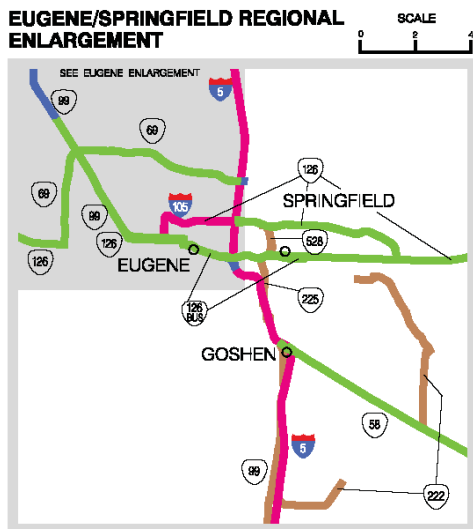 EUGENE/SPRINGFIELD REGIONAL
ENLARGEMENT
SCALE
0 2 4
SEE EUGENE ENLARGEMENT
5
99
69
126
69
105
SPRINGFIELD
99
528
126
126
EUGENE
225
126
BUS
GOSHEN
58
5
99
222